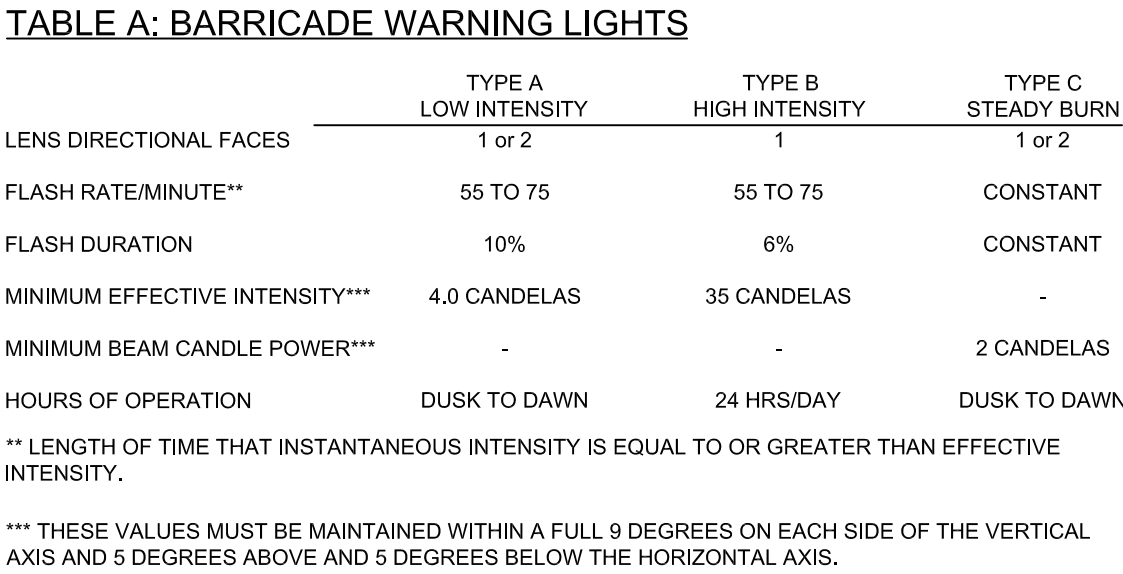 TABLE A: BARRICADE WARNING LIGHTS
TYPE A TYPE B TYPE C
LOW INTENSITY HIGH INTENSITY STEADY BURN
LENS DIRECTIONAL FACES 1 or 2 1 1 or 2
FLASH RATE/MINUTE** 55 TO 75 55 TO 75 CONSTANT
FLASH DURATION 10% 6% CONSTANT
MINIMUM EFFECTIVE INTENSITY*** 4.0 CANDELAS 35 CANDELAS -
MINIMUM BEAM CANDLE POWER*** - - 2 CANDELAS
HOURS OF OPERATION DUSK TO DAWN 24 HRS/DAY DUSK TO DAWN
** LENGTH OF TIME THAT INSTANTANEOUS INTENSITY IS EQUAL TO OR GREATER THAN EFFECTIVE
INTENSITY.
*** THESE VALUES MUST BE MAINTAINED WITHIN A FULL 9 DEGREES ON EACH SIDE OF THE VERTICAL
AXIS AND 5 DEGREES ABOVE AND 5 DEGREES BELOW THE HORIZONTAL AXIS.